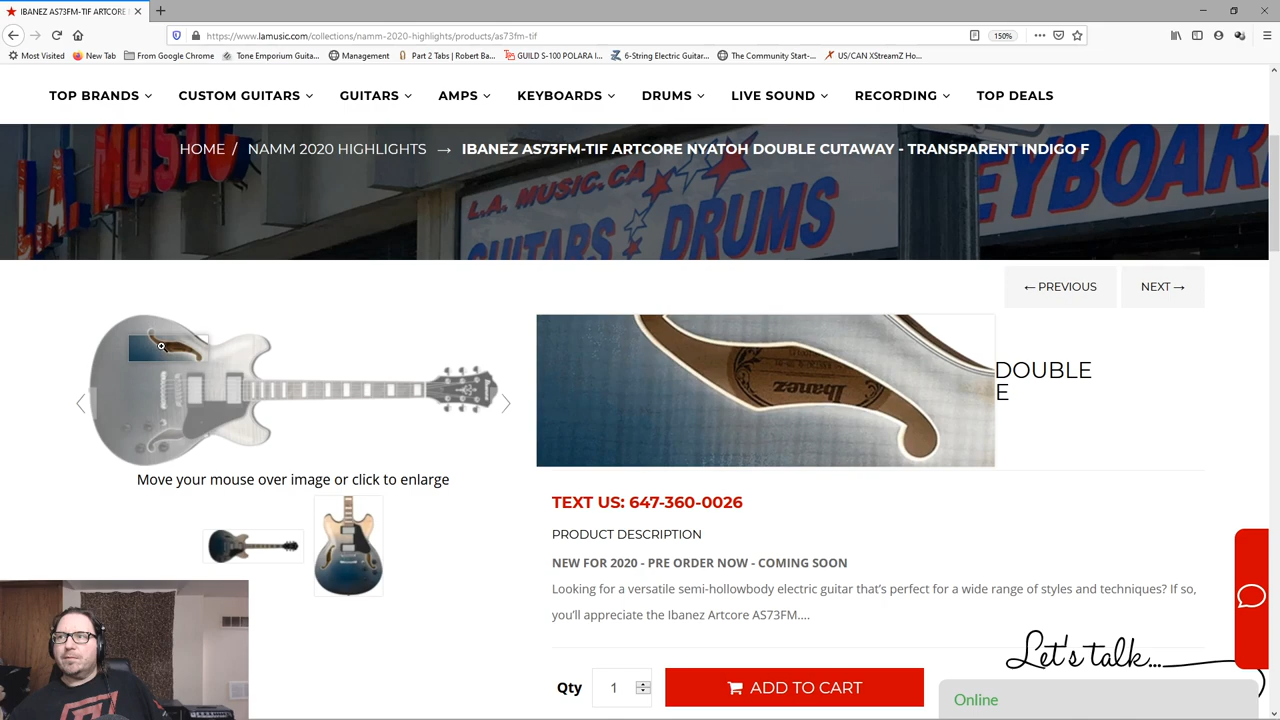 IBANEZ AS73FM-TIF ARTCORE
https://www.lamusic.com/collections/namm-2020-highlights/products/as73fm-tif
150%
Most Visited New Tab From Google Chrome Tone Emporium Guita... Management Part 2 Tabs | Robert Ba... GUILD S-100 POLARA I... 6-String Electric Guitar... The Community Start-... US/CAN XStreamZ Ho...
TOP BRANDS CUSTOM GUITARS GUITARS AMPS KEYBOARDS DRUMS LIVE SOUND RECORDING TOP DEALS
HOME / NAMM 2020 HIGHLIGHTS → IBANEZ AS73FM-TIF ARTCORE NYATOH DOUBLE CUTAWAY - TRANSPARENT INDIGO F
L.A. MUSIC.CA
GUITARS DRUMS
KEYBOARD
← PREVIOUS NEXT →
Ibanez
DOUBLE
E
Move your mouse over image or click to enlarge
TEXT US: 647-360-0026
PRODUCT DESCRIPTION
NEW FOR 2020 - PRE ORDER NOW - COMING SOON
Looking for a versatile semi-hollowbody electric guitar that's perfect for a wide range of styles and techniques? If so,
you'll appreciate the Ibanez Artcore AS73FM....
Let's talk...
Qty 1 ADD TO CART
Online